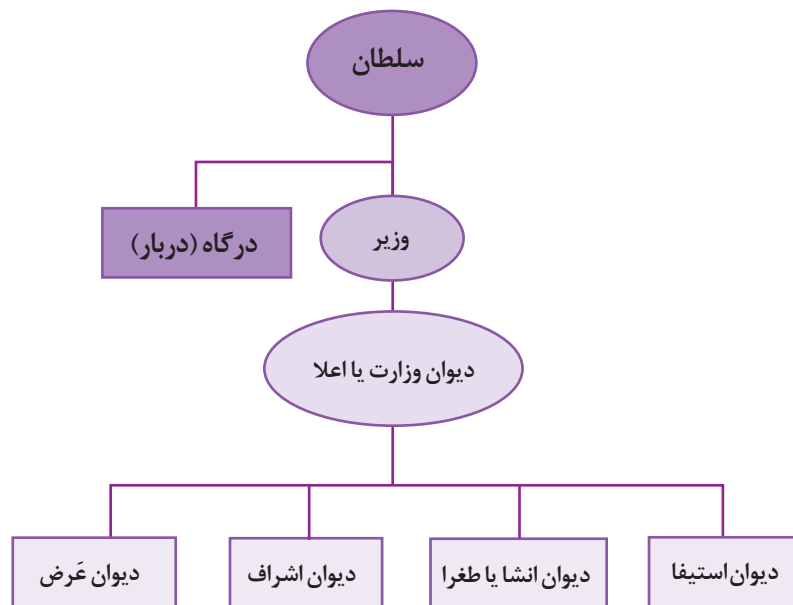 سلطان
درگاه (دربار)
وزیر
دیوان وزارت یا اعلا
دیوان استیفا
دیوان انشا یا طغرا
دیوان اشراف
دیوان عَرض